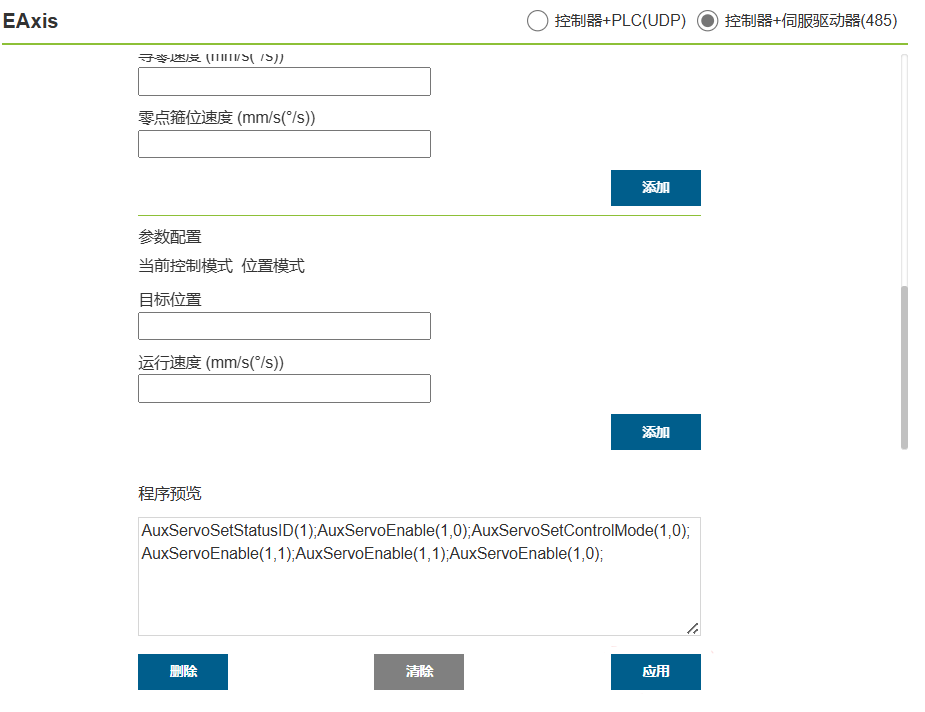 EAxis
控制器+PLC(UDP) 控制器+伺服驱动器(485)
寻零速度 (mm/s(°/s))
零点箍位速度 (mm/s(°/s))
添加
参数配置
当前控制模式 位置模式
目标位置
运行速度 (mm/s(°/s))
添加
程序预览
AuxServoSetStatusID(1);AuxServoEnable(1,0);AuxServoSetControlMode(1,0);
AuxServoEnable(1,1);AuxServoEnable(1,1);AuxServoEnable(1,0);
删除 清除 应用